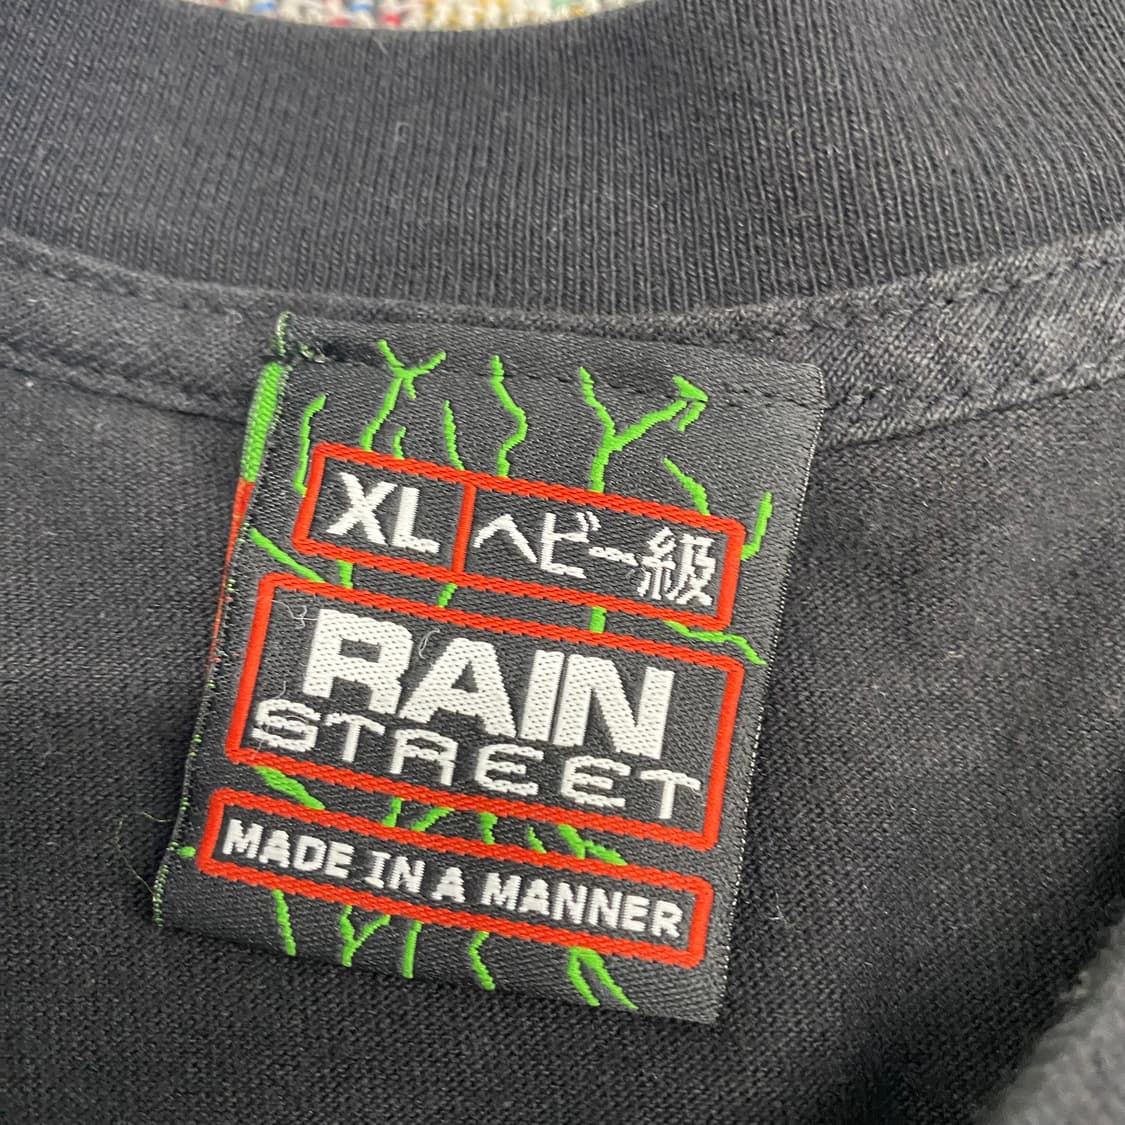 XL ヘビー級
RAIN
STREET
MADE IN A MANNER